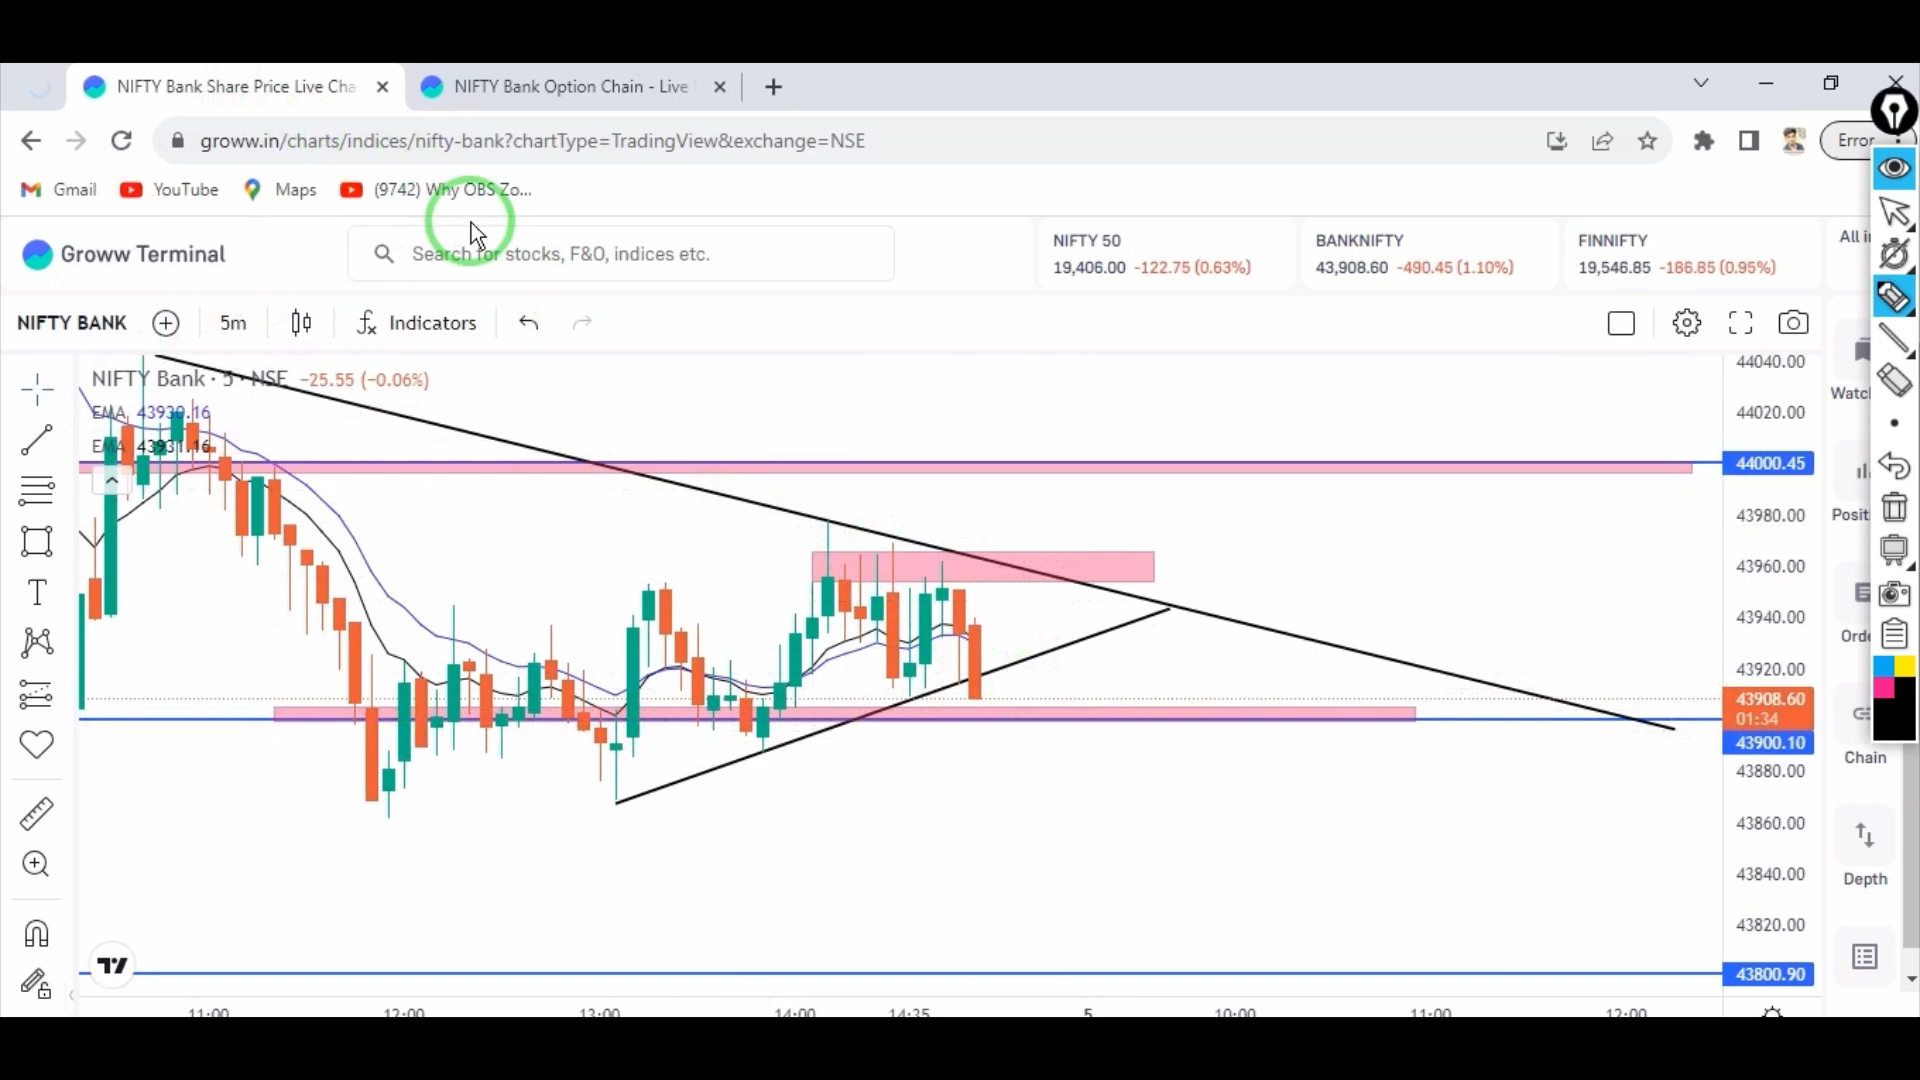 NIFTY Bank Share Price Live Cha
NIFTY Bank Option Chain - Live
groww.in/charts/indices/nifty-bank?chartType=TradingView&exchange=NSE
Error
Gmail
YouTube
Maps
(9742) Why OBS Zo...
Groww Terminal
Search for stocks, F&O, indices etc.
NIFTY 50
19,406.00 -122.75 (0.63%)
BANKNIFTY
43,908.60 -490.45 (1.10%)
FINNIFTY
19,546.85 -186.85 (0.95%)
All in
NIFTY BANK
5m
Indicators
NIFTY Bank · 5 · NSE −25.55 (−0.06%)
EMA 43930.16
EMA 43931.16
44040.00
44020.00
44000.45
43980.00
43960.00
43940.00
43920.00
43908.60
01:34
43900.10
43880.00
43860.00
43840.00
43820.00
43800.90
Watc
Posit
Orde
Chain
Depth
11:00
12:00
13:00
14:00
14:35
5
10:00
11:00
12:00